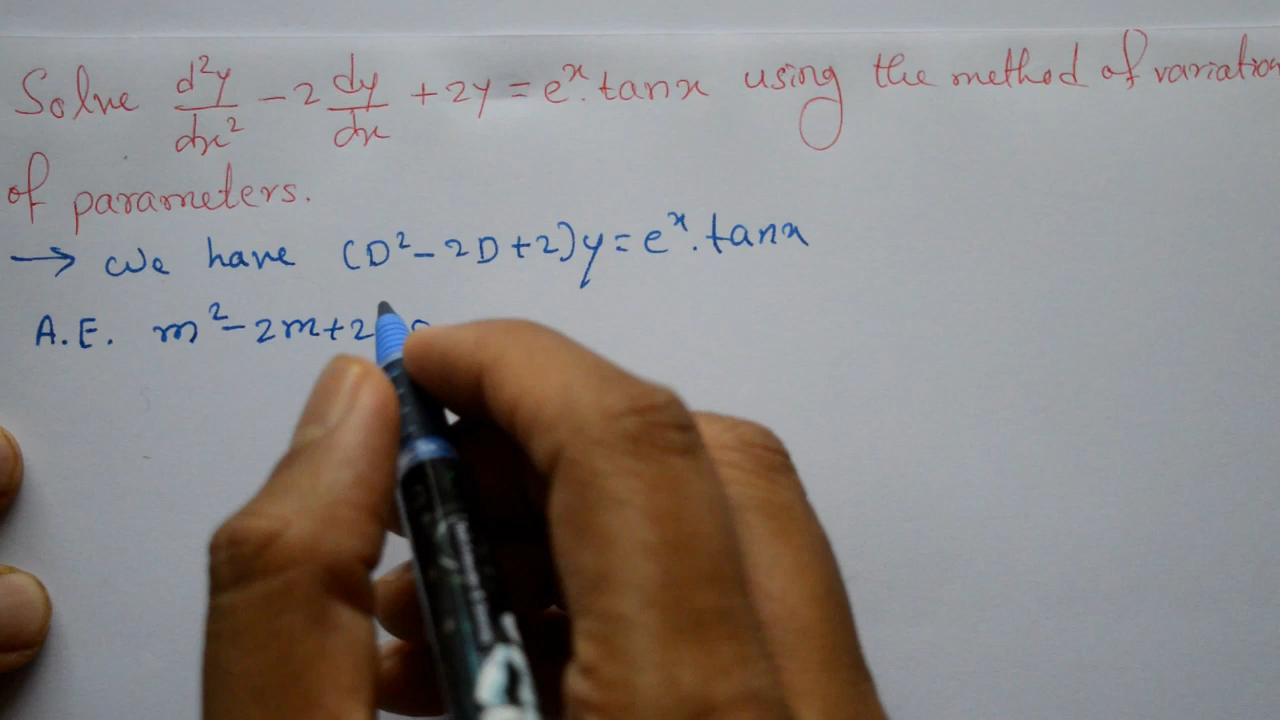 Solve d²y/dx² - 2 dy/dx + 2y = eˣ. tanx using the method of variation
of parameters.
→ We have (D² - 2D + 2)y = eˣ. tanx
A.E. m² - 2m + 2